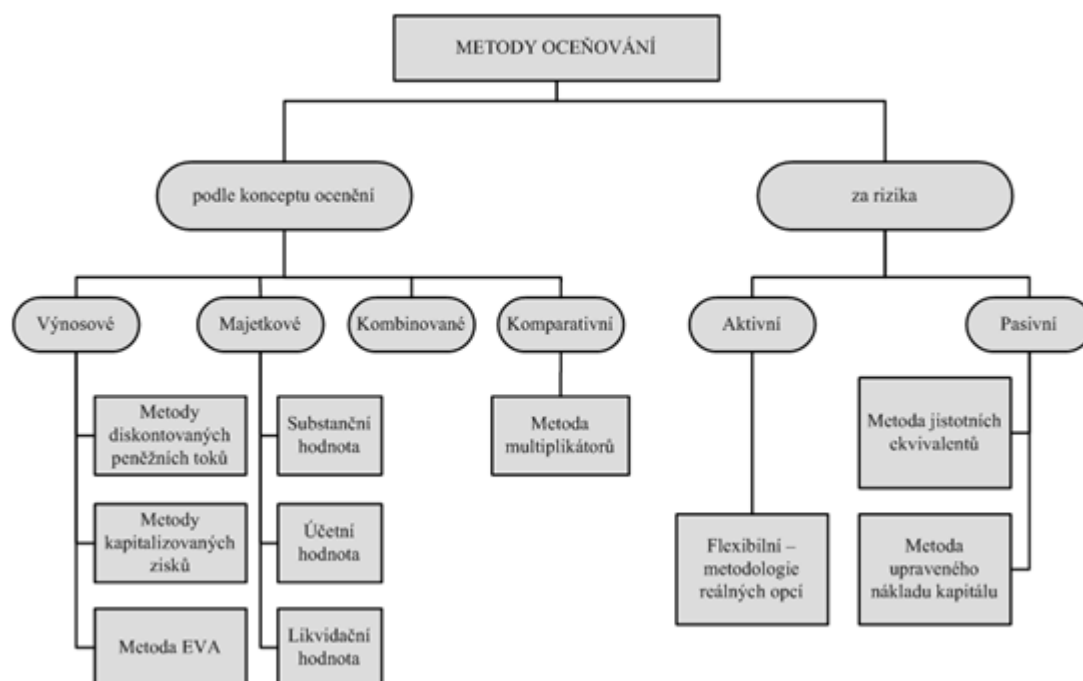 METODY OCEŇOVÁNÍ
podle konceptu ocenění
za rizika
Výnosové
Majetkové
Kombinované
Komparativní
Aktivní
Pasivní
Metody
diskontovaných
peněžních toků
Substanční
hodnota
Metoda
multiplikátorů
Metoda jistotních
ekvivalentů
Metody
kapitalizovaných
zisků
Účetní
hodnota
Flexibilní –
metodologie
reálných opcí
Metoda
upraveného
nákladu kapitálu
Metoda EVA
Likvidační
hodnota